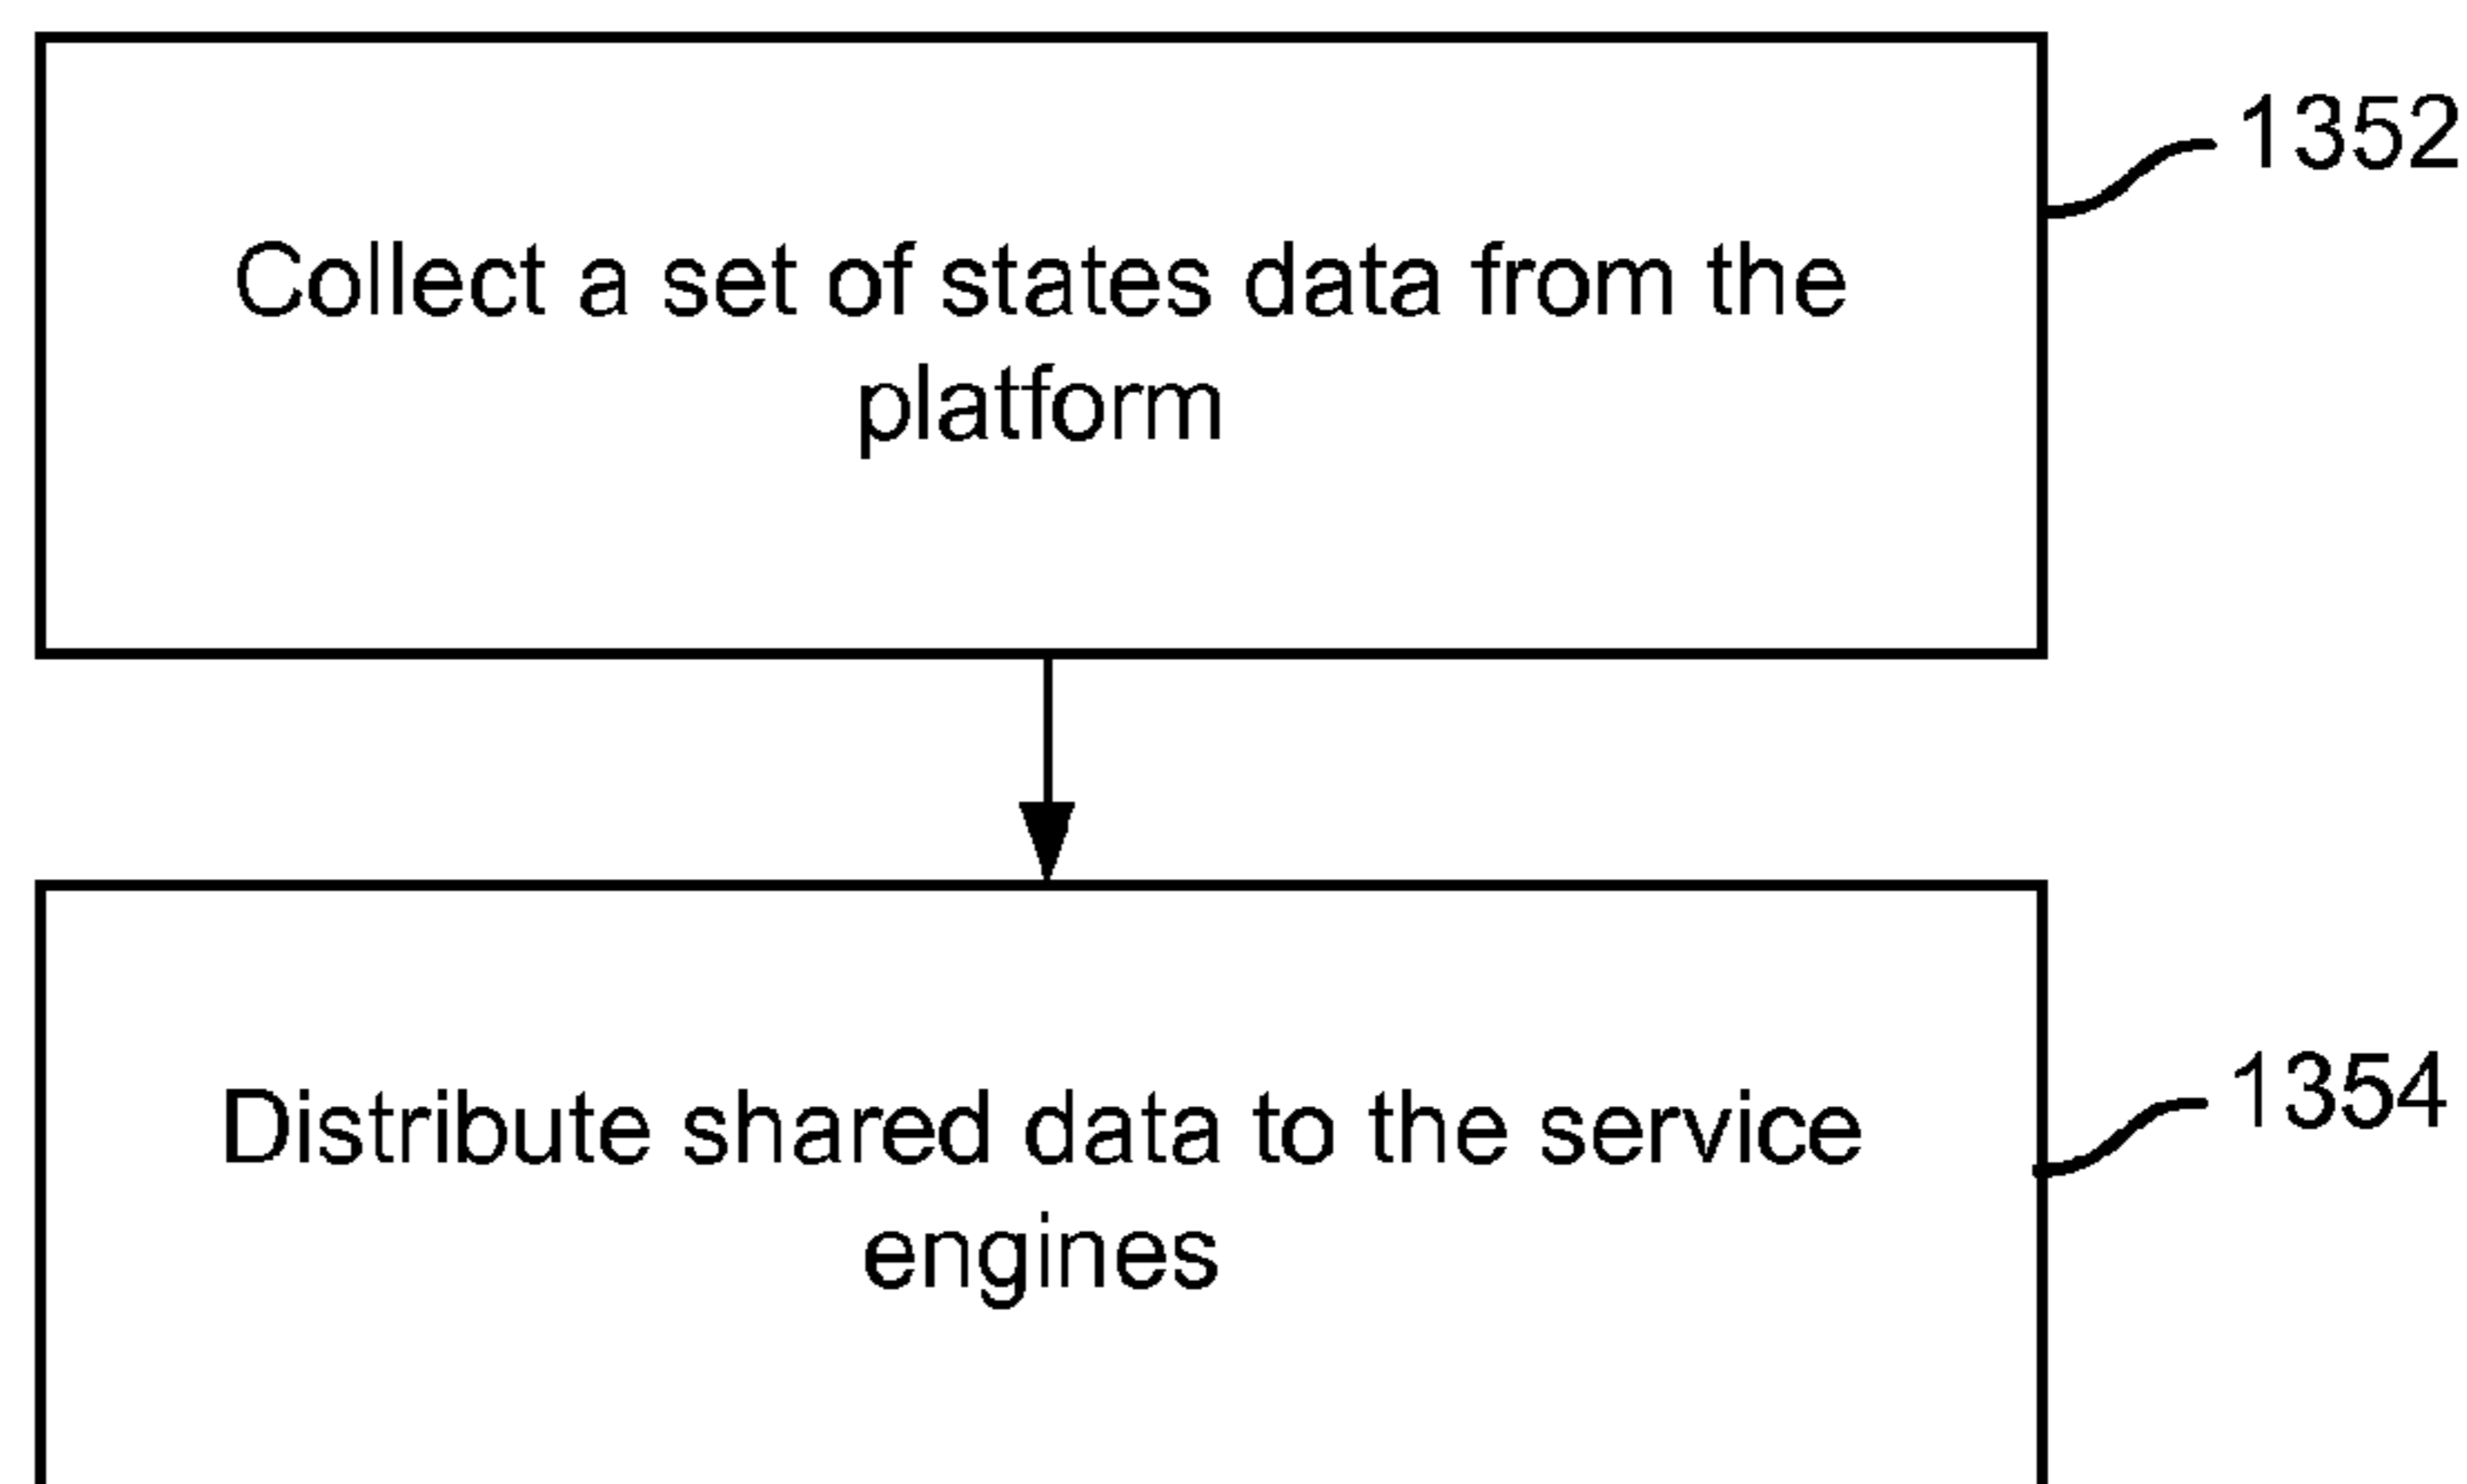 1352
Collect a set of states data from the
platform
1354
Distribute shared data to the service
engines